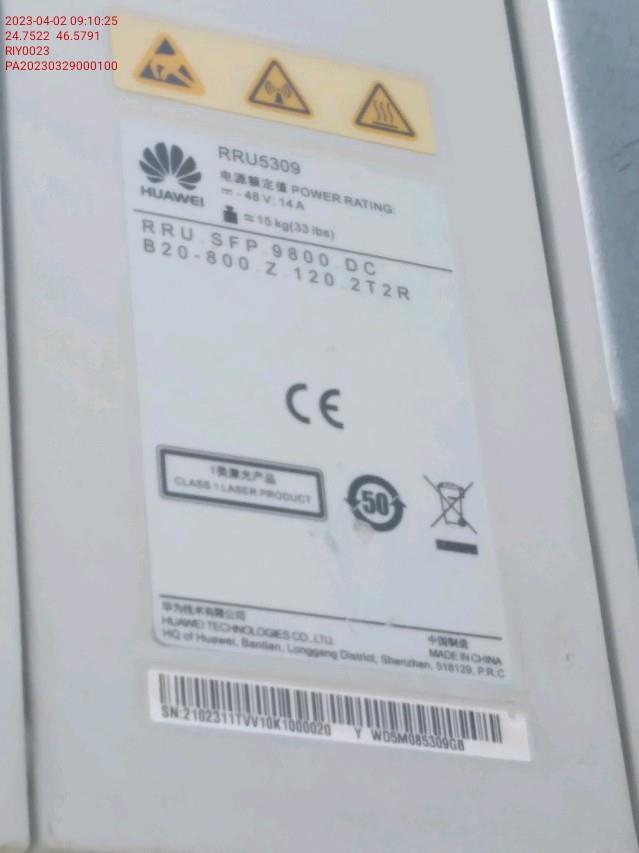 2023-04-02 09:10:25
24.7522 46.5791
RIY0023
PA20230329000100
HUAWEI
RRU5309
电源额定值 POWER RATING:
⎓ -48 V; 14 A
≈ 15 kg(33 lbs)
RRU.SFP.9800.DC
B20-800.Z.120.2T2R
CE
1类激光产品
CLASS 1 LASER PRODUCT
50
华为技术有限公司
中国制造
HUAWEI TECHNOLOGIES CO., LTD.
MADE IN CHINA
HQ of Huawei, Bantian, Longgang District, Shenzhen, 518129, P.R.C
SN:2102311TVV10K1000020 Y WD5M085309GB